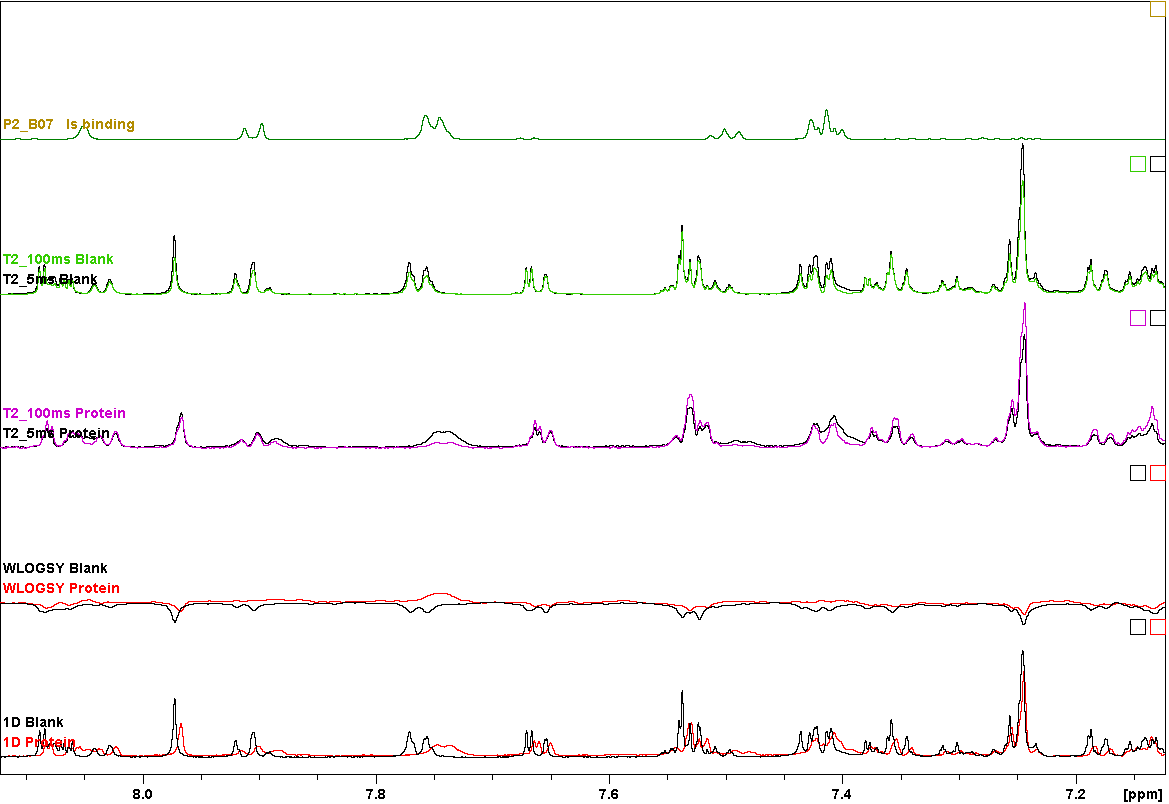 P2_B07 Is binding
T2_100ms Blank
T2_5ms Blank
T2_100ms Protein
T2_5ms Protein
WLOGSY Blank
WLOGSY Protein
1D Blank
1D Protein
8.0 7.8 7.6 7.4 7.2 [ppm]